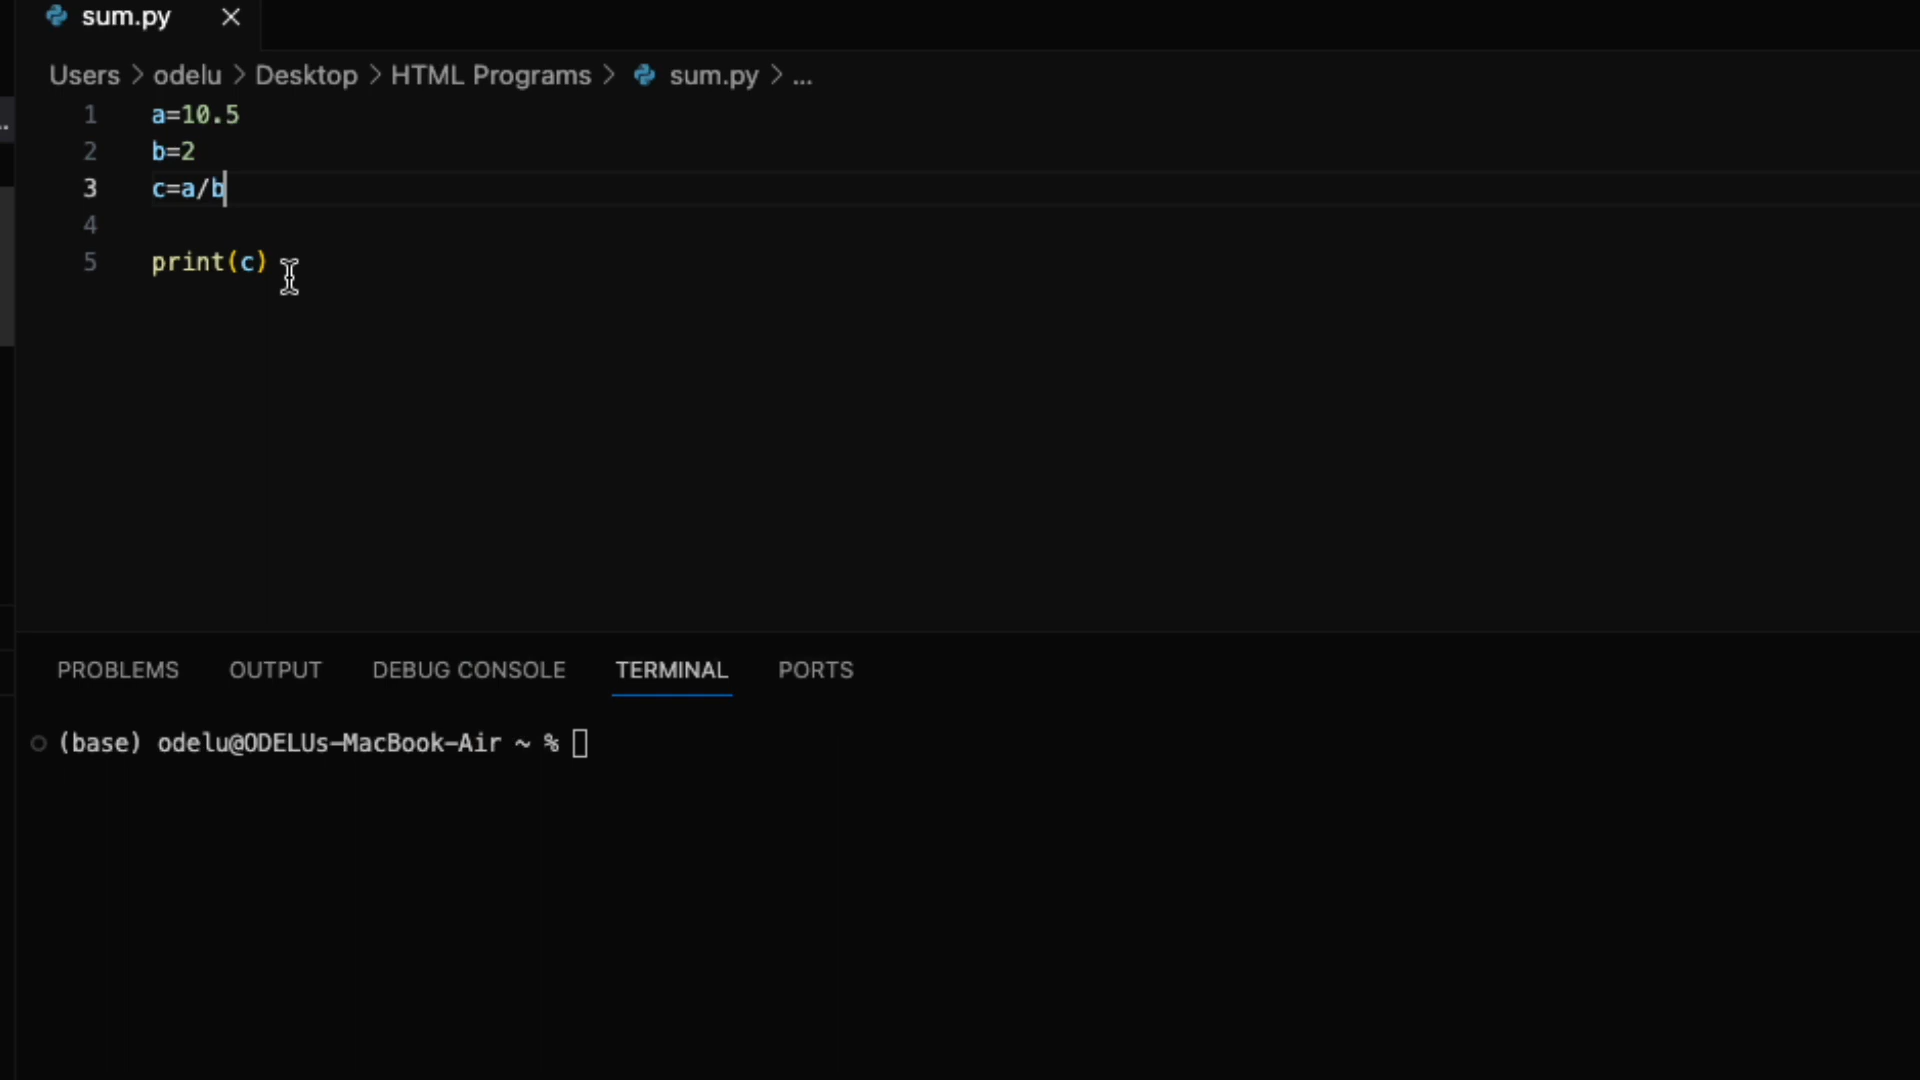 sum.py
Users > odelu > Desktop > HTML Programs > sum.py > ...
1 a=10.5
2 b=2
3 c=a/b
4
5 print(c)
PROBLEMS OUTPUT DEBUG CONSOLE TERMINAL PORTS
(base) odelu@ODELUs-MacBook-Air ~ %